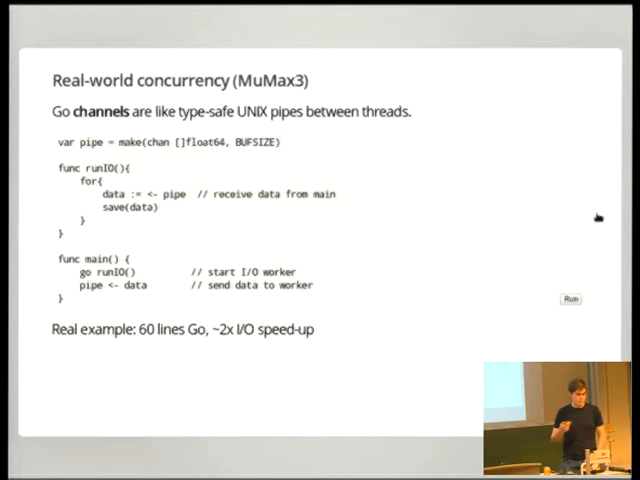 Real-world concurrency (MuMax3)
Go channels are like type-safe UNIX pipes between threads.
var pipe = make(chan []float64, BUFSIZE)
func runIO(){
for{
data := <- pipe // receive data from main
save(data)
}
}
func main() {
go runIO() // start I/O worker
pipe <- data // send data to worker
}
Run
Real example: 60 lines Go, ~2x I/O speed-up